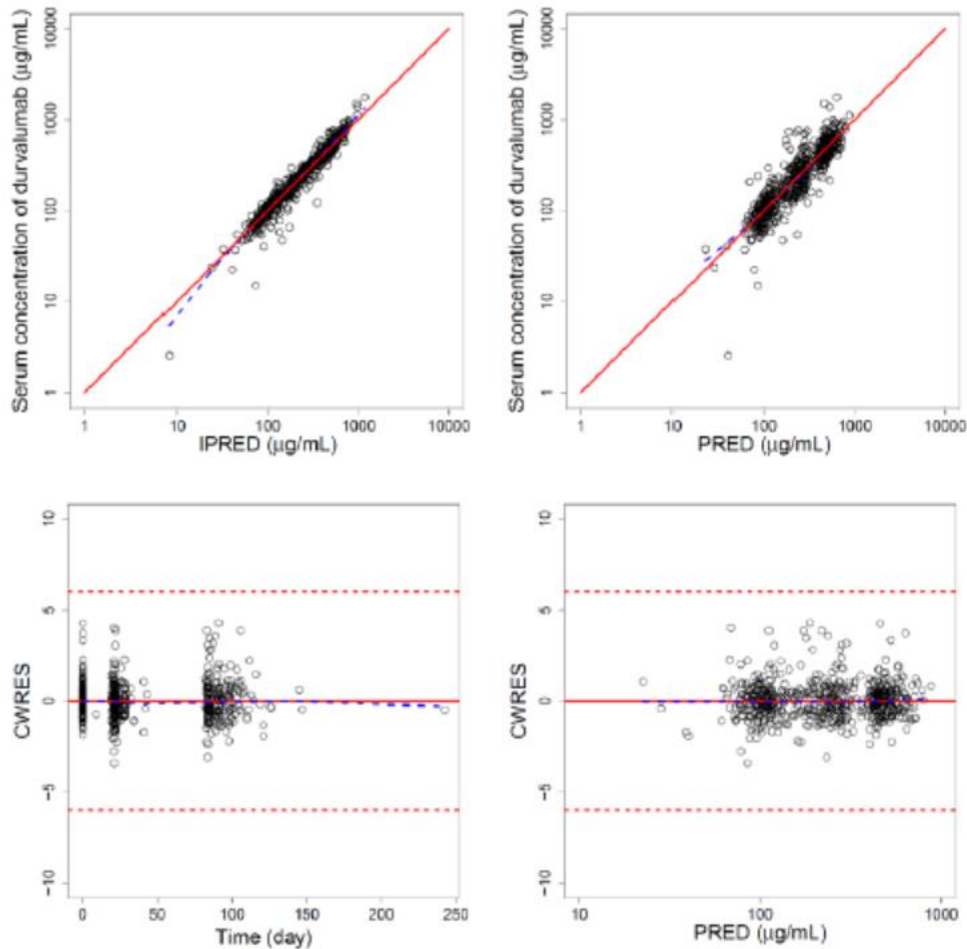 Serum concentration of durvalumab (μg/mL)
10000
1000
100
10
1
1 10 100 1000 10000
IPRED (μg/mL)
Serum concentration of durvalumab (μg/mL)
10000
1000
100
10
1
1 10 100 1000 10000
PRED (μg/mL)
CWRES
10
5
0
−5
−10
0 50 100 150 200 250
Time (day)
CWRES
10
5
0
−5
−10
10 100 1000
PRED (μg/mL)